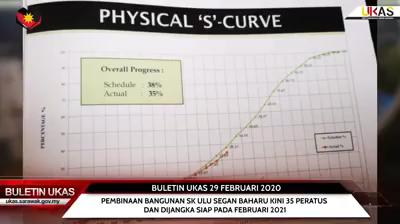 PHYSICAL 'S'-CURVE
UKAS
Overall Progress :
Schedule : 38%
Actual : 35%
PERCENTAGE %
BULETIN UKAS 29 FEBRUARI 2020
BULETIN UKAS
ukas.sarawak.gov.my
PEMBINAAN BANGUNAN SK ULU SEGAN BAHARU KINI 35 PERATUS
DAN DIJANGKA SIAP PADA FEBRUARI 2021